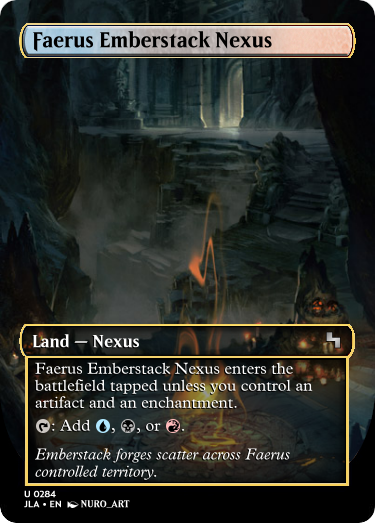 Faerus Emberstack Nexus
Land — Nexus
Faerus Emberstack Nexus enters the
battlefield tapped unless you control an
artifact and an enchantment.
: Add , , or .
Emberstack forges scatter across Faerus
controlled territory.
U 0284
JLA • EN NURO_ART